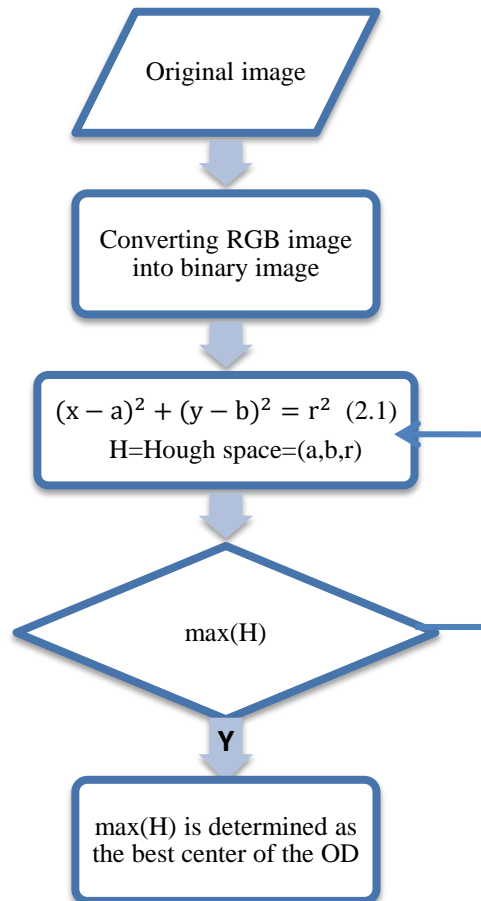 Original image
Converting RGB image
into binary image
(x − a)² + (y − b)² = r² (2.1)
H=Hough space=(a,b,r)
max(H)
Y
max(H) is determined as
the best center of the OD